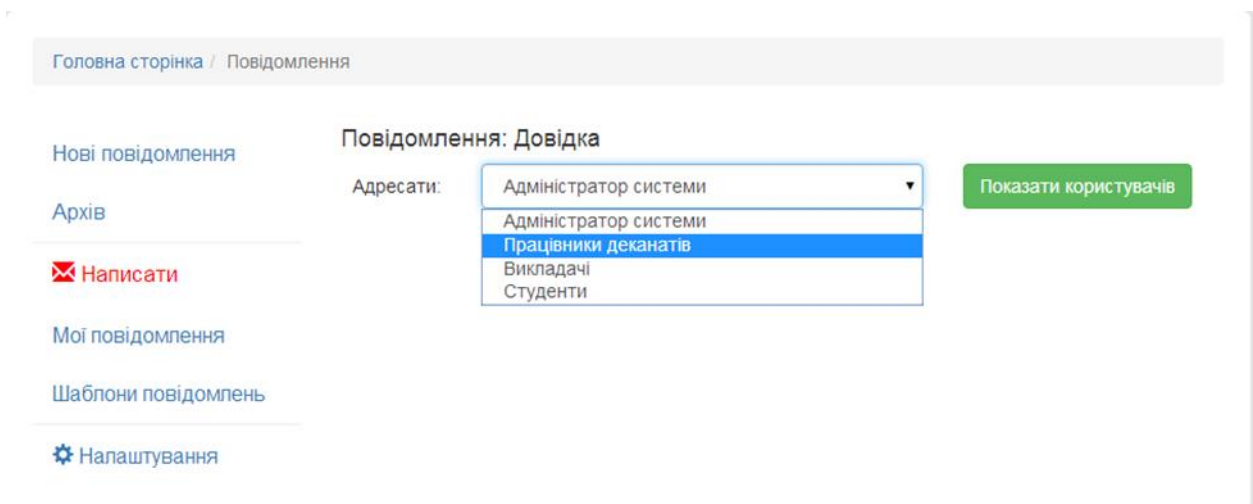 Головна сторінка / Повідомлення
Нові повідомлення
Архів
Написати
Мої повідомлення
Шаблони повідомлень
Налаштування
Повідомлення: Довідка
Адресати: Адміністратор системи Показати користувачів
Адміністратор системи
Працівники деканатів
Викладачі
Студенти